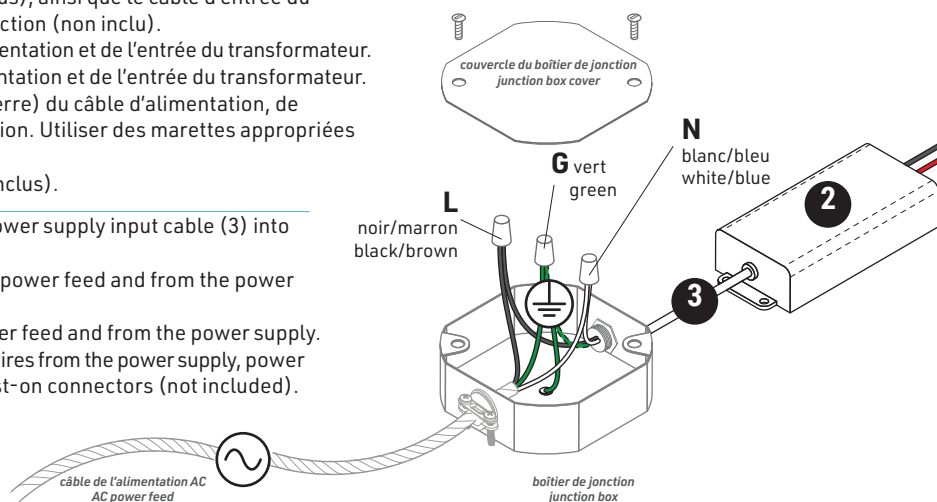 us), ainsi que le câble d'entrée du
ction (non inclu).
entation et de l'entrée du transformateur.
ntation et de l'entrée du transformateur.
erre) du câble d'alimentation, de
ion. Utiliser des marettes appropriées
nclus).
ower supply input cable (3) into
power feed and from the power
er feed and from the power supply.
ires from the power supply, power
st-on connectors (not included).
couvercle du boîtier de jonction
junction box cover
L
noir/marron
black/brown
G vert
green
N
blanc/bleu
white/blue
2
3
câble de l'alimentation AC
AC power feed
boîtier de jonction
junction box